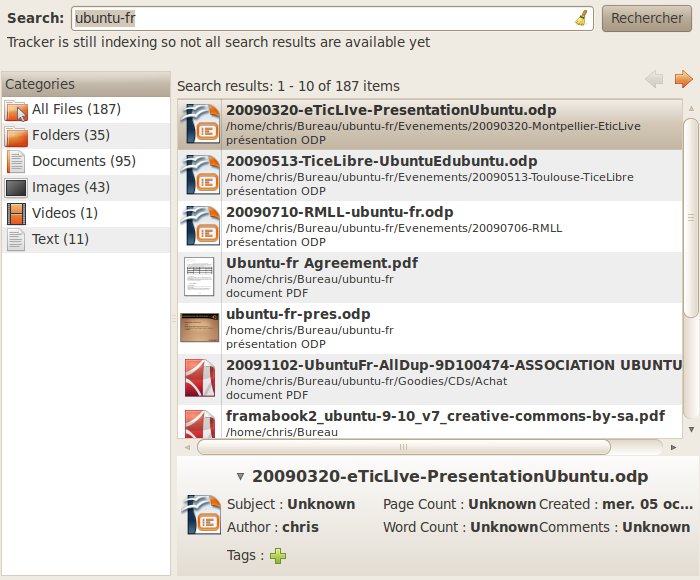 Search: ubuntu-fr Rechercher
Tracker is still indexing so not all search results are available yet
Categories
All Files (187)
Folders (35)
Documents (95)
Images (43)
Videos (1)
Text (11)
Search results: 1 - 10 of 187 items
20090320-eTicLIve-PresentationUbuntu.odp
/home/chris/Bureau/ubuntu-fr/Evenements/20090320-Montpellier-EticLive
présentation ODP
20090513-TiceLibre-UbuntuEdubuntu.odp
/home/chris/Bureau/ubuntu-fr/Evenements/20090513-Toulouse-TiceLibre
présentation ODP
20090710-RMLL-ubuntu-fr.odp
/home/chris/Bureau/ubuntu-fr/Evenements/20090706-RMLL
présentation ODP
Ubuntu-fr Agreement.pdf
/home/chris/Bureau/ubuntu-fr
document PDF
ubuntu-fr-pres.odp
/home/chris/Bureau/ubuntu-fr
présentation ODP
20091102-UbuntuFr-AllDup-9D100474-ASSOCIATION UBUNTU
/home/chris/Bureau/ubuntu-fr/Goodies/CDs/Achat
document PDF
framabook2_ubuntu-9-10_v7_creative-commons-by-sa.pdf
/home/chris/Bureau
20090320-eTicLIve-PresentationUbuntu.odp
Subject : Unknown Page Count : Unknown Created : mer. 05 oc...
Author : chris Word Count : Unknown Comments : Unknown
Tags :